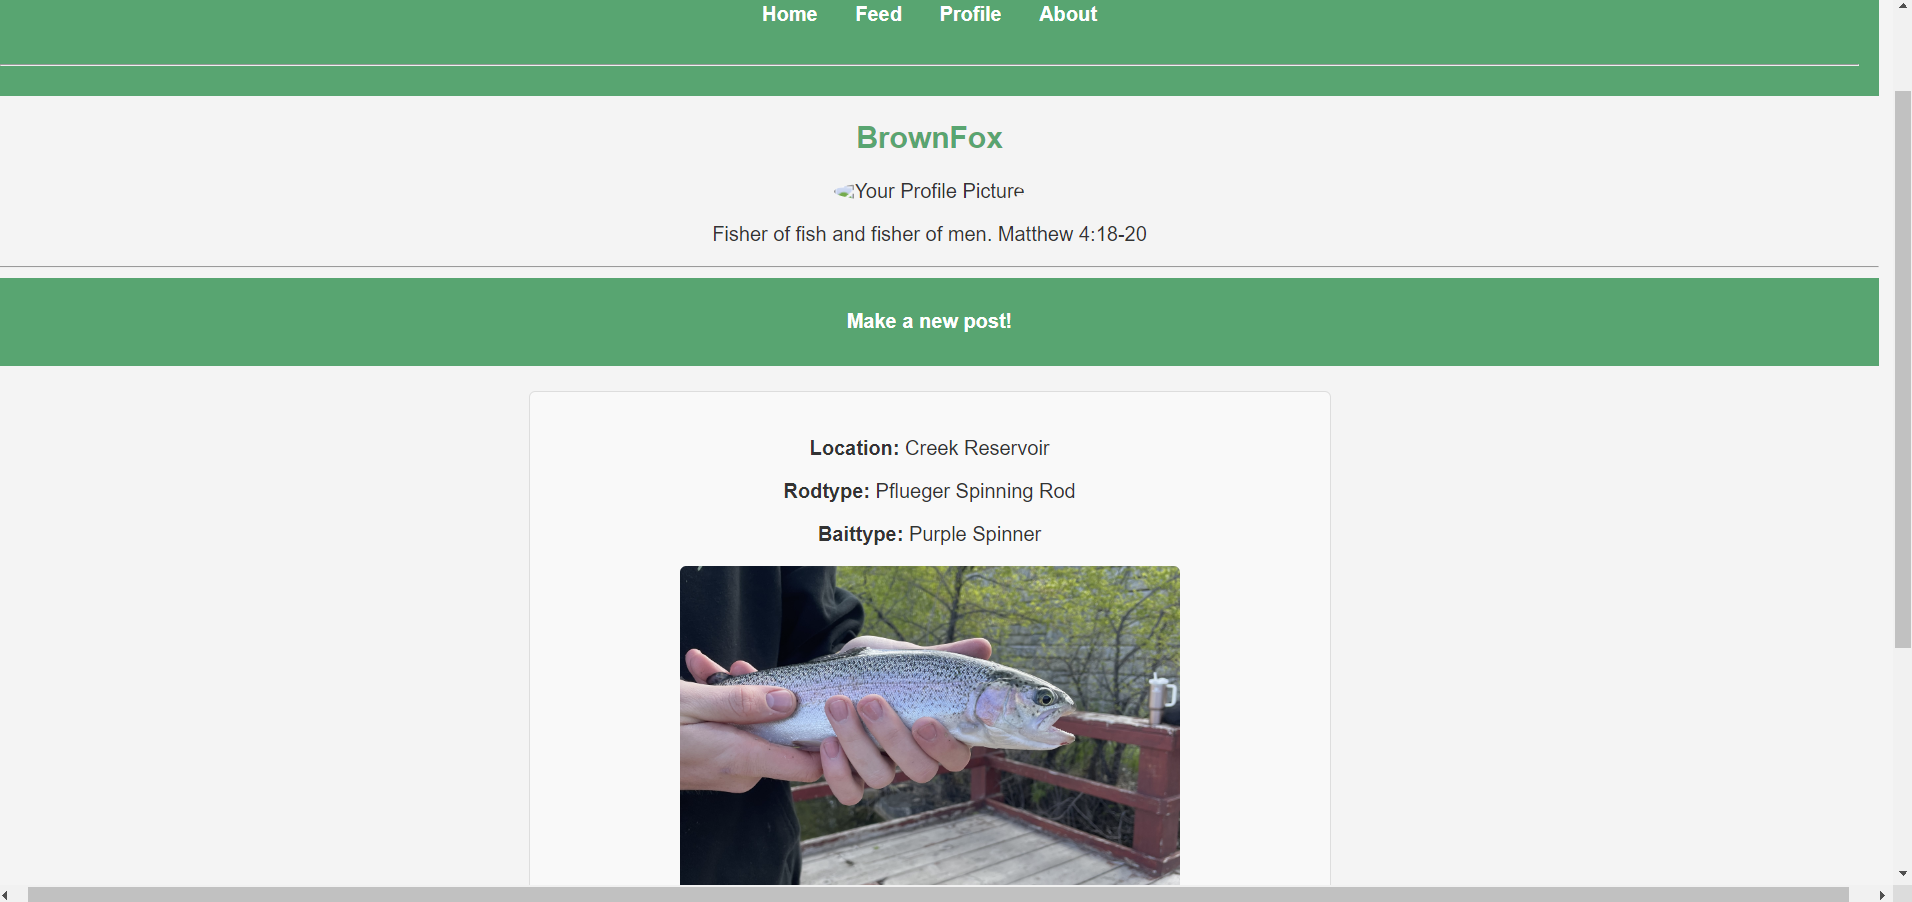 Home Feed Profile About
BrownFox
Your Profile Picture
Fisher of fish and fisher of men. Matthew 4:18-20
Make a new post!
Location: Creek Reservoir
Rodtype: Pflueger Spinning Rod
Baittype: Purple Spinner